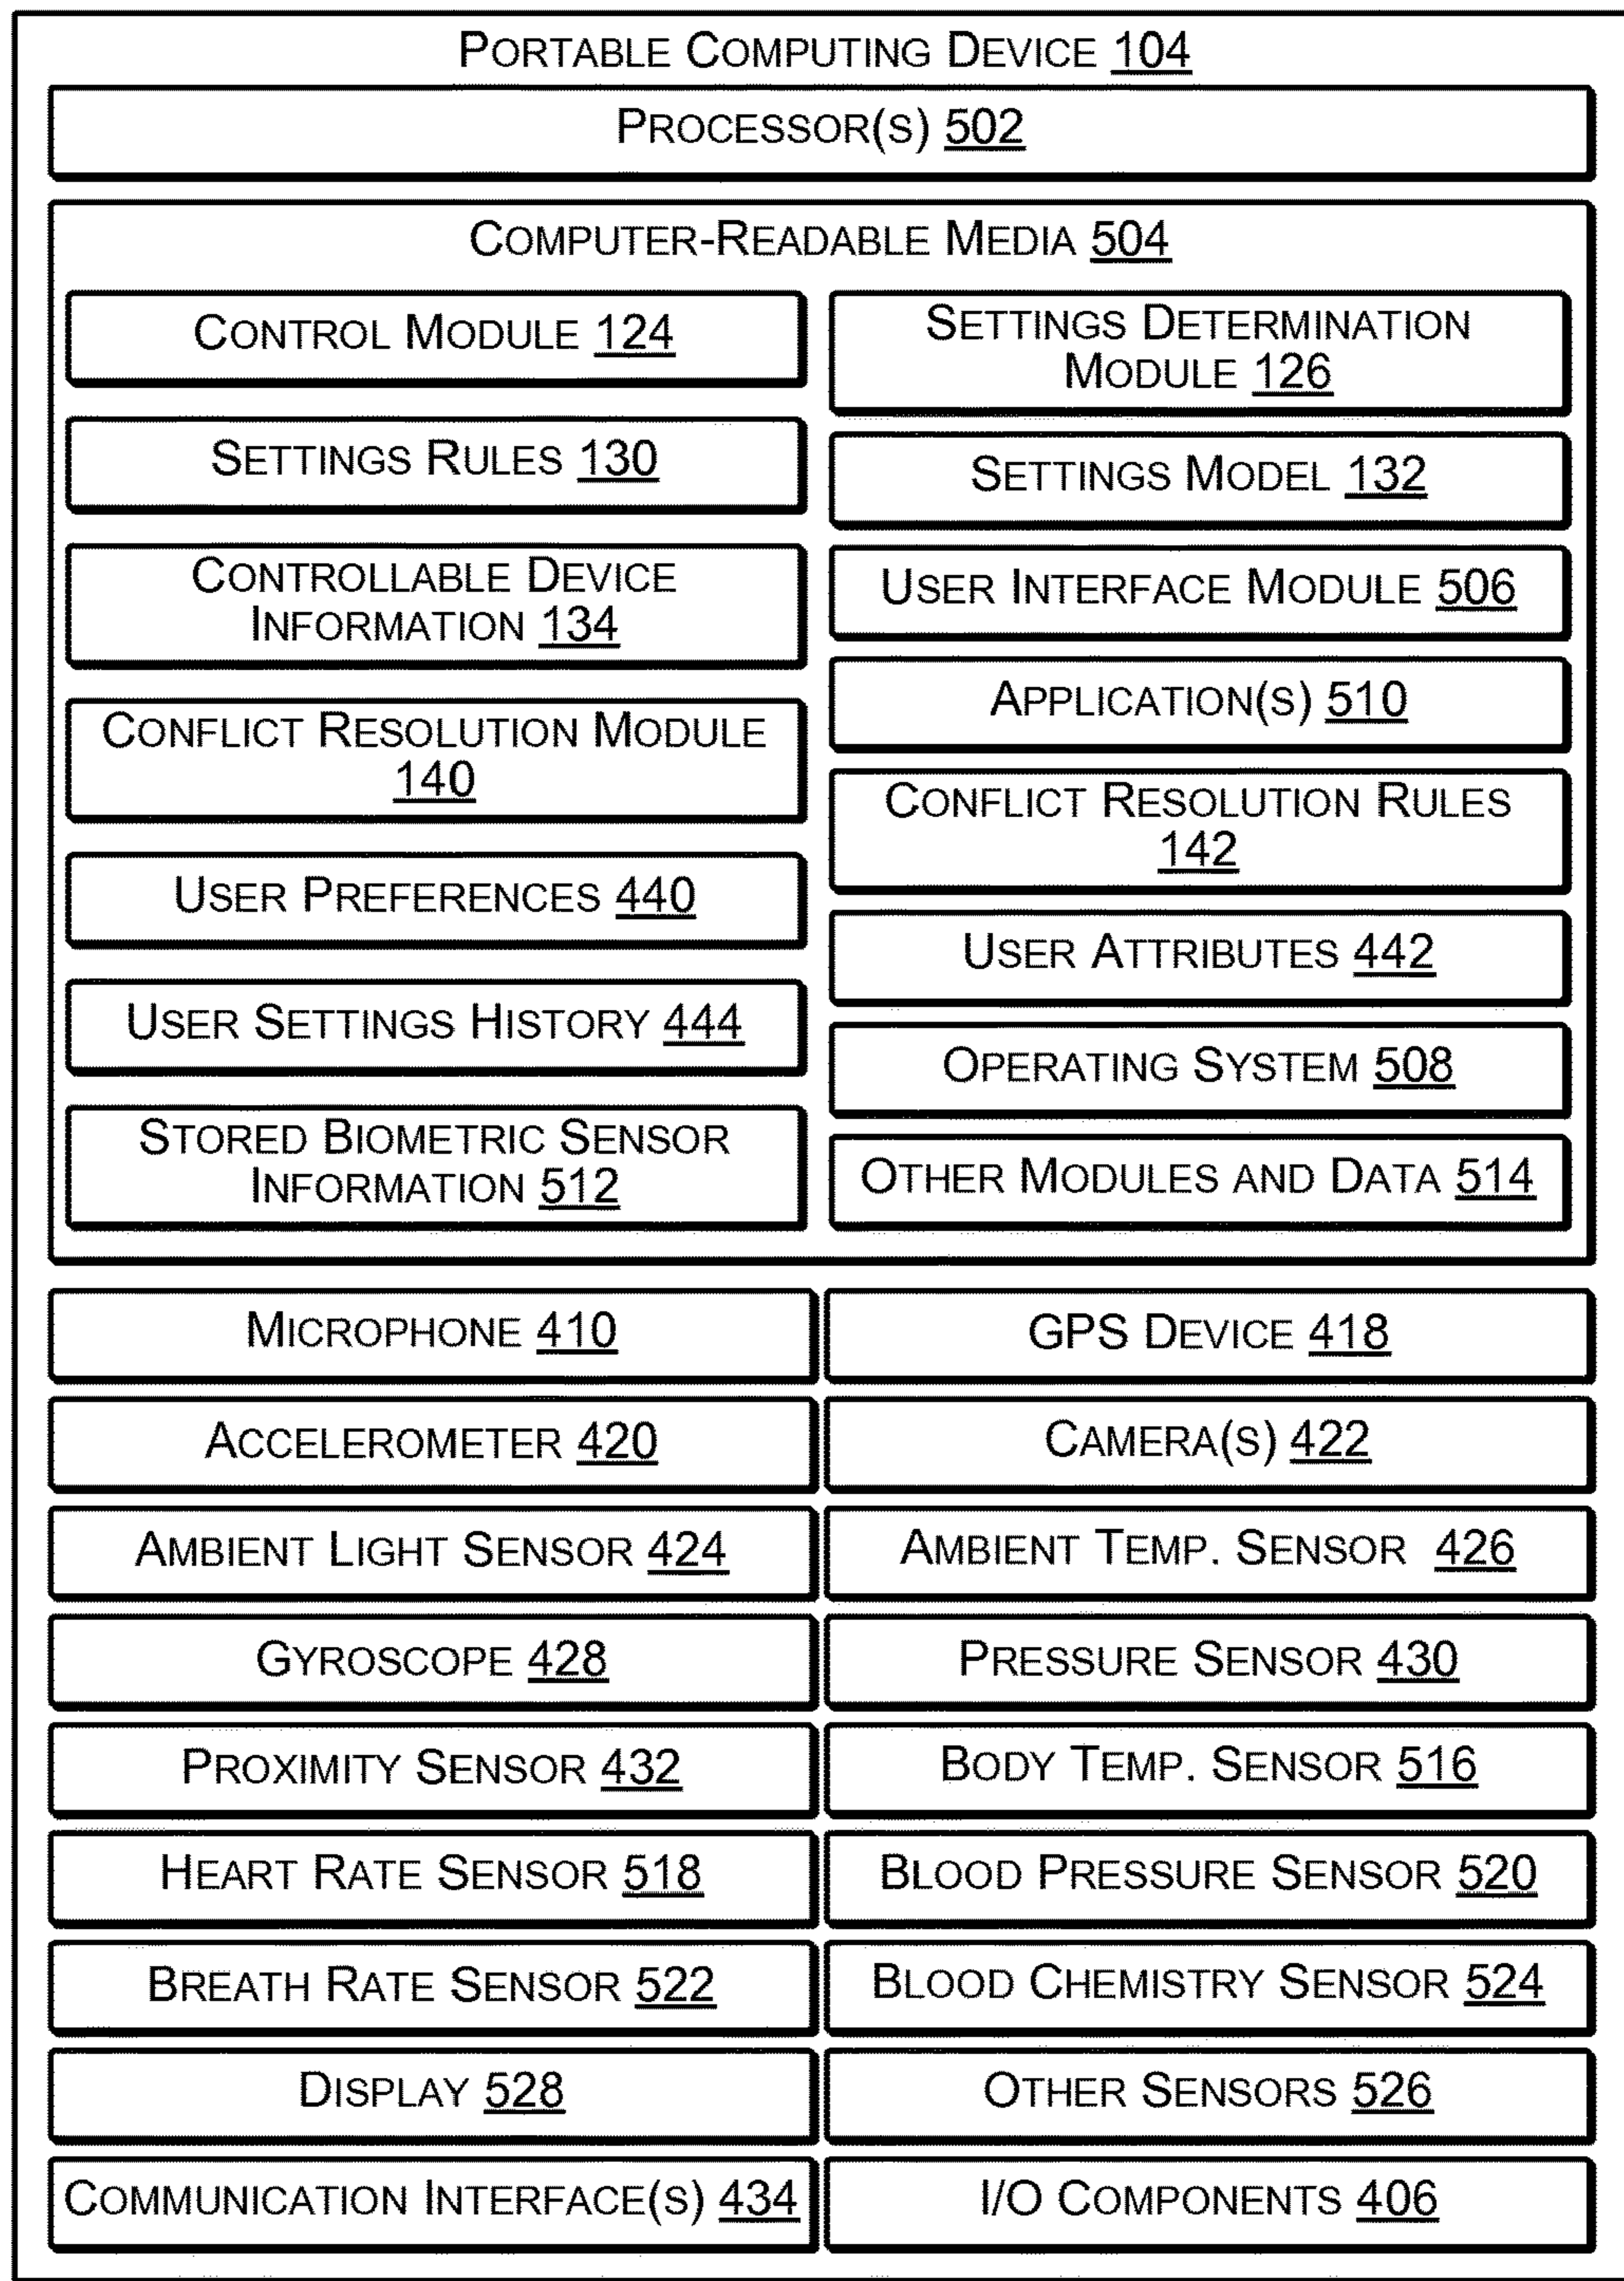 PORTABLE COMPUTING DEVICE 104
PROCESSOR(S) 502
COMPUTER-READABLE MEDIA 504
CONTROL MODULE 124
SETTINGS RULES 130
CONTROLLABLE DEVICE
INFORMATION 134
CONFLICT RESOLUTION MODULE
140
USER PREFERENCES 440
USER SETTINGS HISTORY 444
STORED BIOMETRIC SENSOR
INFORMATION 512
SETTINGS DETERMINATION
MODULE 126
SETTINGS MODEL 132
USER INTERFACE MODULE 506
APPLICATION(S) 510
CONFLICT RESOLUTION RULES
142
USER ATTRIBUTES 442
OPERATING SYSTEM 508
OTHER MODULES AND DATA 514
MICROPHONE 410
GPS DEVICE 418
ACCELEROMETER 420
CAMERA(S) 422
AMBIENT LIGHT SENSOR 424
AMBIENT TEMP. SENSOR 426
GYROSCOPE 428
PRESSURE SENSOR 430
PROXIMITY SENSOR 432
BODY TEMP. SENSOR 516
HEART RATE SENSOR 518
BLOOD PRESSURE SENSOR 520
BREATH RATE SENSOR 522
BLOOD CHEMISTRY SENSOR 524
DISPLAY 528
OTHER SENSORS 526
COMMUNICATION INTERFACE(S) 434
I/O COMPONENTS 406